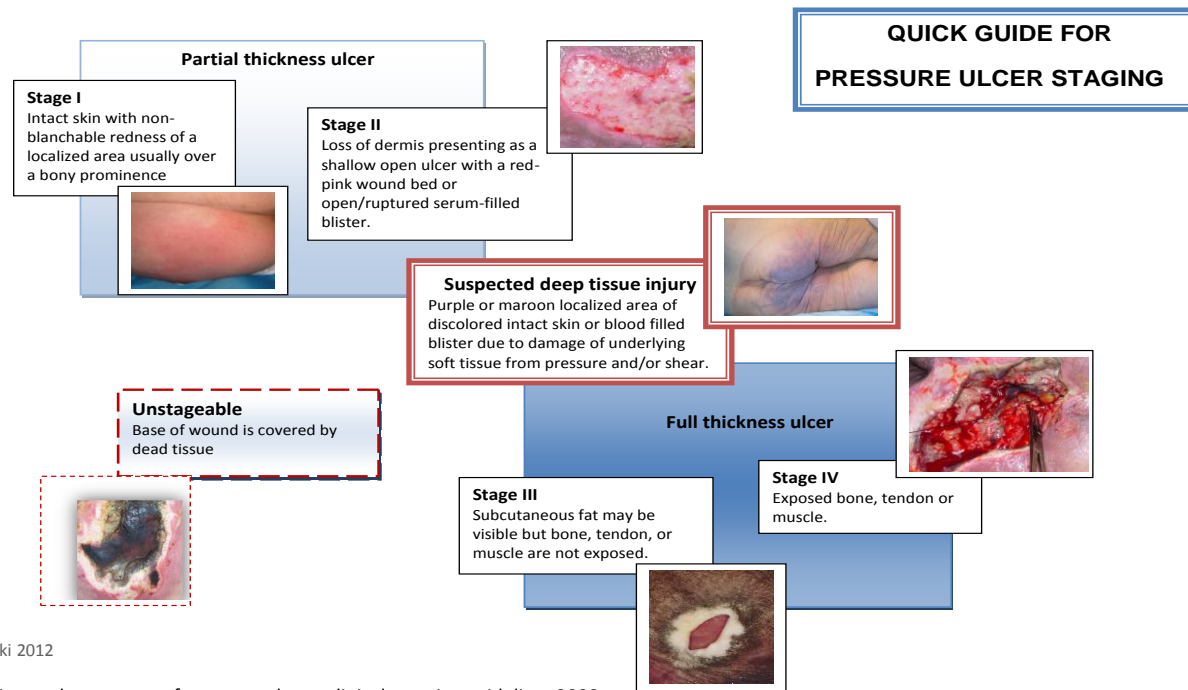 QUICK GUIDE FOR
PRESSURE ULCER STAGING
Partial thickness ulcer
Stage I
Intact skin with non-
blanchable redness of a
localized area usually over
a bony prominence
Stage II
Loss of dermis presenting as a
shallow open ulcer with a red-
pink wound bed or
open/ruptured serum-filled
blister.
Suspected deep tissue injury
Purple or maroon localized area of
discolored intact skin or blood filled
blister due to damage of underlying
soft tissue from pressure and/or shear.
Unstageable
Base of wound is covered by
dead tissue
Full thickness ulcer
Stage III
Subcutaneous fat may be
visible but bone, tendon, or
muscle are not exposed.
Stage IV
Exposed bone, tendon or
muscle.
ki 2012